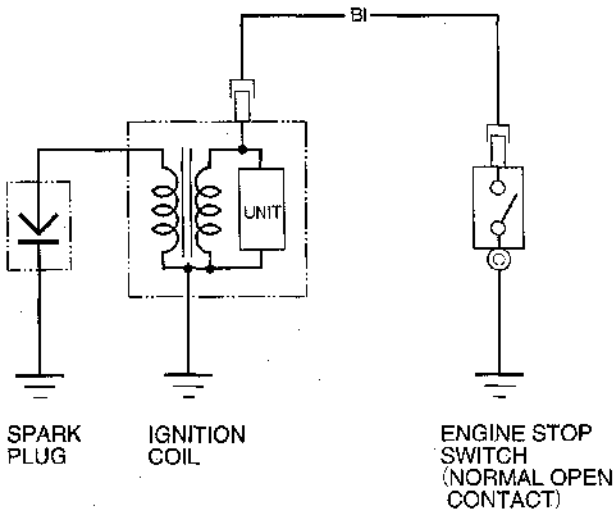 Bl
UNIT
SPARK
PLUG
IGNITION
COIL
ENGINE STOP
SWITCH
(NORMAL OPEN
CONTACT)